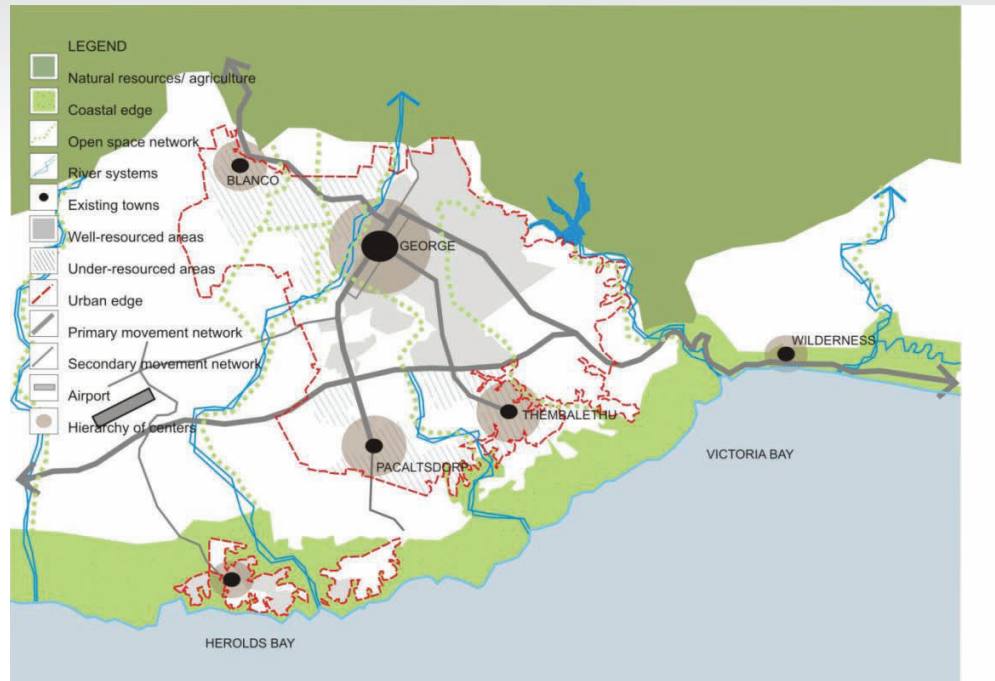 LEGEND
Natural resources/ agriculture
Coastal edge
Open space network
River systems
Existing towns
Well-resourced areas
Under-resourced areas
Urban edge
Primary movement network
Secondary movement network
Airport
Hierarchy of centers
BLANCO
GEORGE
WILDERNESS
THEMBALETHU
PACALTSDORP
VICTORIA BAY
HEROLDS BAY